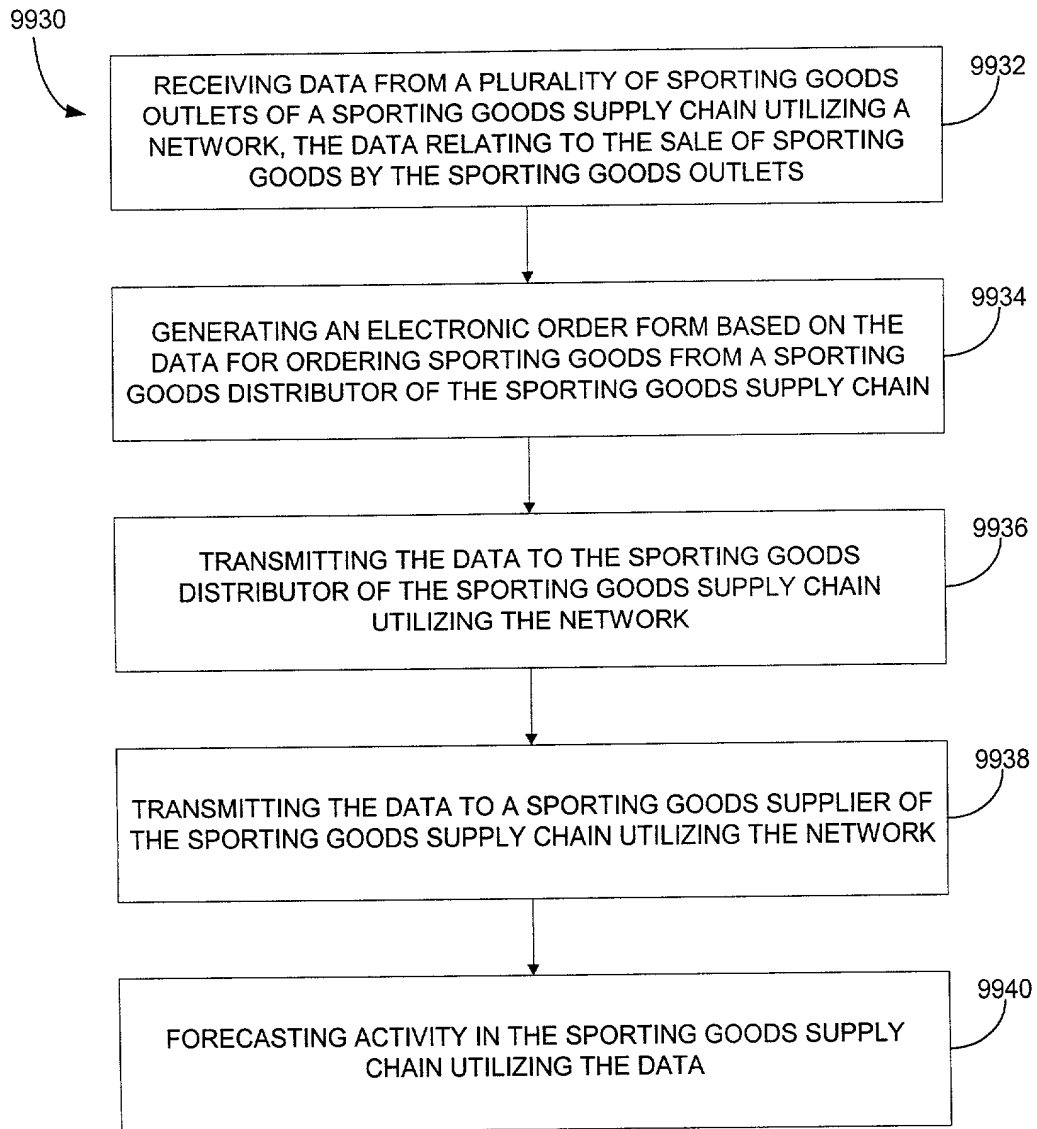 9930
RECEIVING DATA FROM A PLURALITY OF SPORTING GOODS
OUTLETS OF A SPORTING GOODS SUPPLY CHAIN UTILIZING A
NETWORK, THE DATA RELATING TO THE SALE OF SPORTING
GOODS BY THE SPORTING GOODS OUTLETS
9932
GENERATING AN ELECTRONIC ORDER FORM BASED ON THE
DATA FOR ORDERING SPORTING GOODS FROM A SPORTING
GOODS DISTRIBUTOR OF THE SPORTING GOODS SUPPLY CHAIN
9934
TRANSMITTING THE DATA TO THE SPORTING GOODS
DISTRIBUTOR OF THE SPORTING GOODS SUPPLY CHAIN
UTILIZING THE NETWORK
9936
TRANSMITTING THE DATA TO A SPORTING GOODS SUPPLIER OF
THE SPORTING GOODS SUPPLY CHAIN UTILIZING THE NETWORK
9938
FORECASTING ACTIVITY IN THE SPORTING GOODS SUPPLY
CHAIN UTILIZING THE DATA
9940